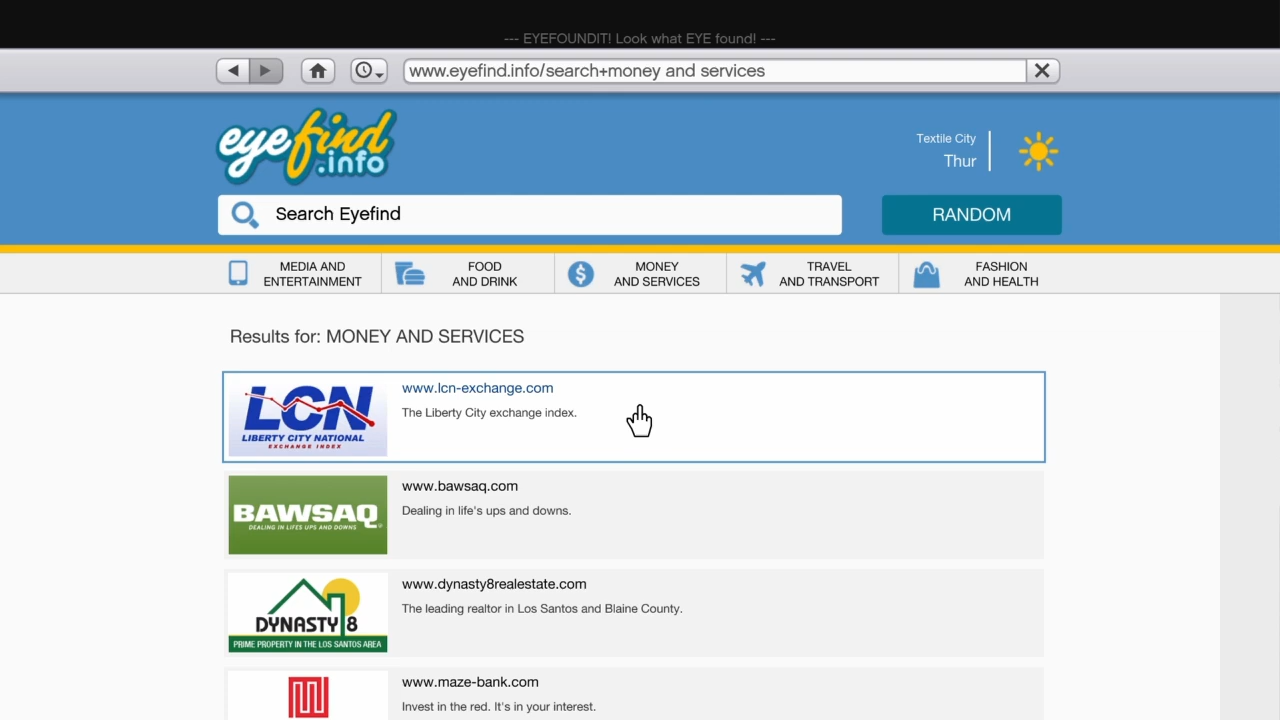 --- EYEFOUNDIT! Look what EYE found! ---
www.eyefind.info/search+money and services
eyefind
.info
Textile City
Thur
Search Eyefind
RANDOM
MEDIA AND
ENTERTAINMENT
FOOD
AND DRINK
MONEY
AND SERVICES
TRAVEL
AND TRANSPORT
FASHION
AND HEALTH
Results for: MONEY AND SERVICES
LCN
LIBERTY CITY NATIONAL
EXCHANGE INDEX
www.lcn-exchange.com
The Liberty City exchange index.
BAWSAQ
DEALING IN LIFES UPS AND DOWNS
www.bawsaq.com
Dealing in life's ups and downs.
DYNASTY 8
PRIME PROPERTY IN THE LOS SANTOS AREA
www.dynasty8realestate.com
The leading realtor in Los Santos and Blaine County.
www.maze-bank.com
Invest in the red. It's in your interest.